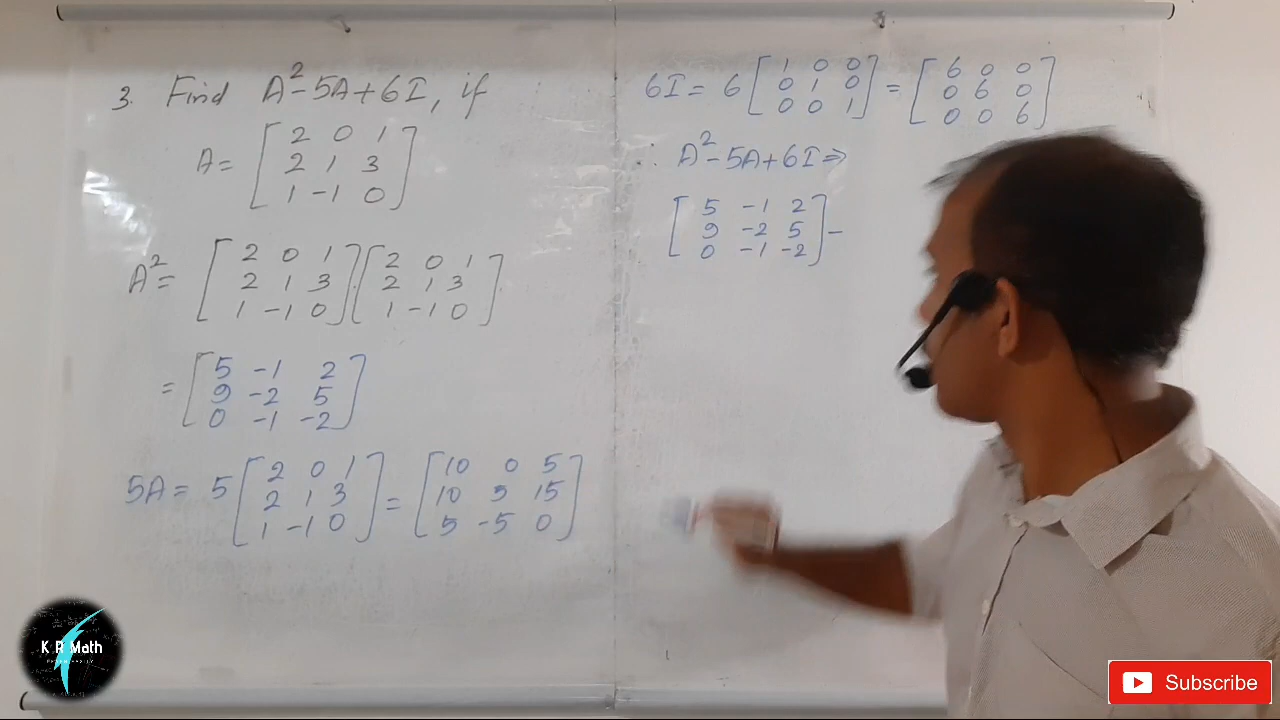 3. Find A²-5A+6I, if
A = [ 2 0 1
2 1 3
1 -1 0 ]
A² = [ 2 0 1
2 1 3
1 -1 0 ] . [ 2 0 1
2 1 3
1 -1 0 ]
= [ 5 -1 2
9 -2 5
0 -1 -2 ]
5A = 5 [ 2 0 1
2 1 3
1 -1 0 ] = [ 10 0 5
10 5 15
5 -5 0 ]
6I = 6 [ 1 0 0
0 1 0
0 0 1 ] = [ 6 0 0
0 6 0
0 0 6 ]
∴ A²-5A+6I ⇒
[ 5 -1 2
9 -2 5
0 -1 -2 ] -
K R Math
Subscribe